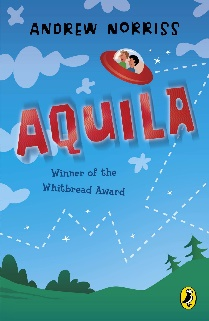 ANDREW NORRISS
AQUILA
Winner of the
Whitbread Award